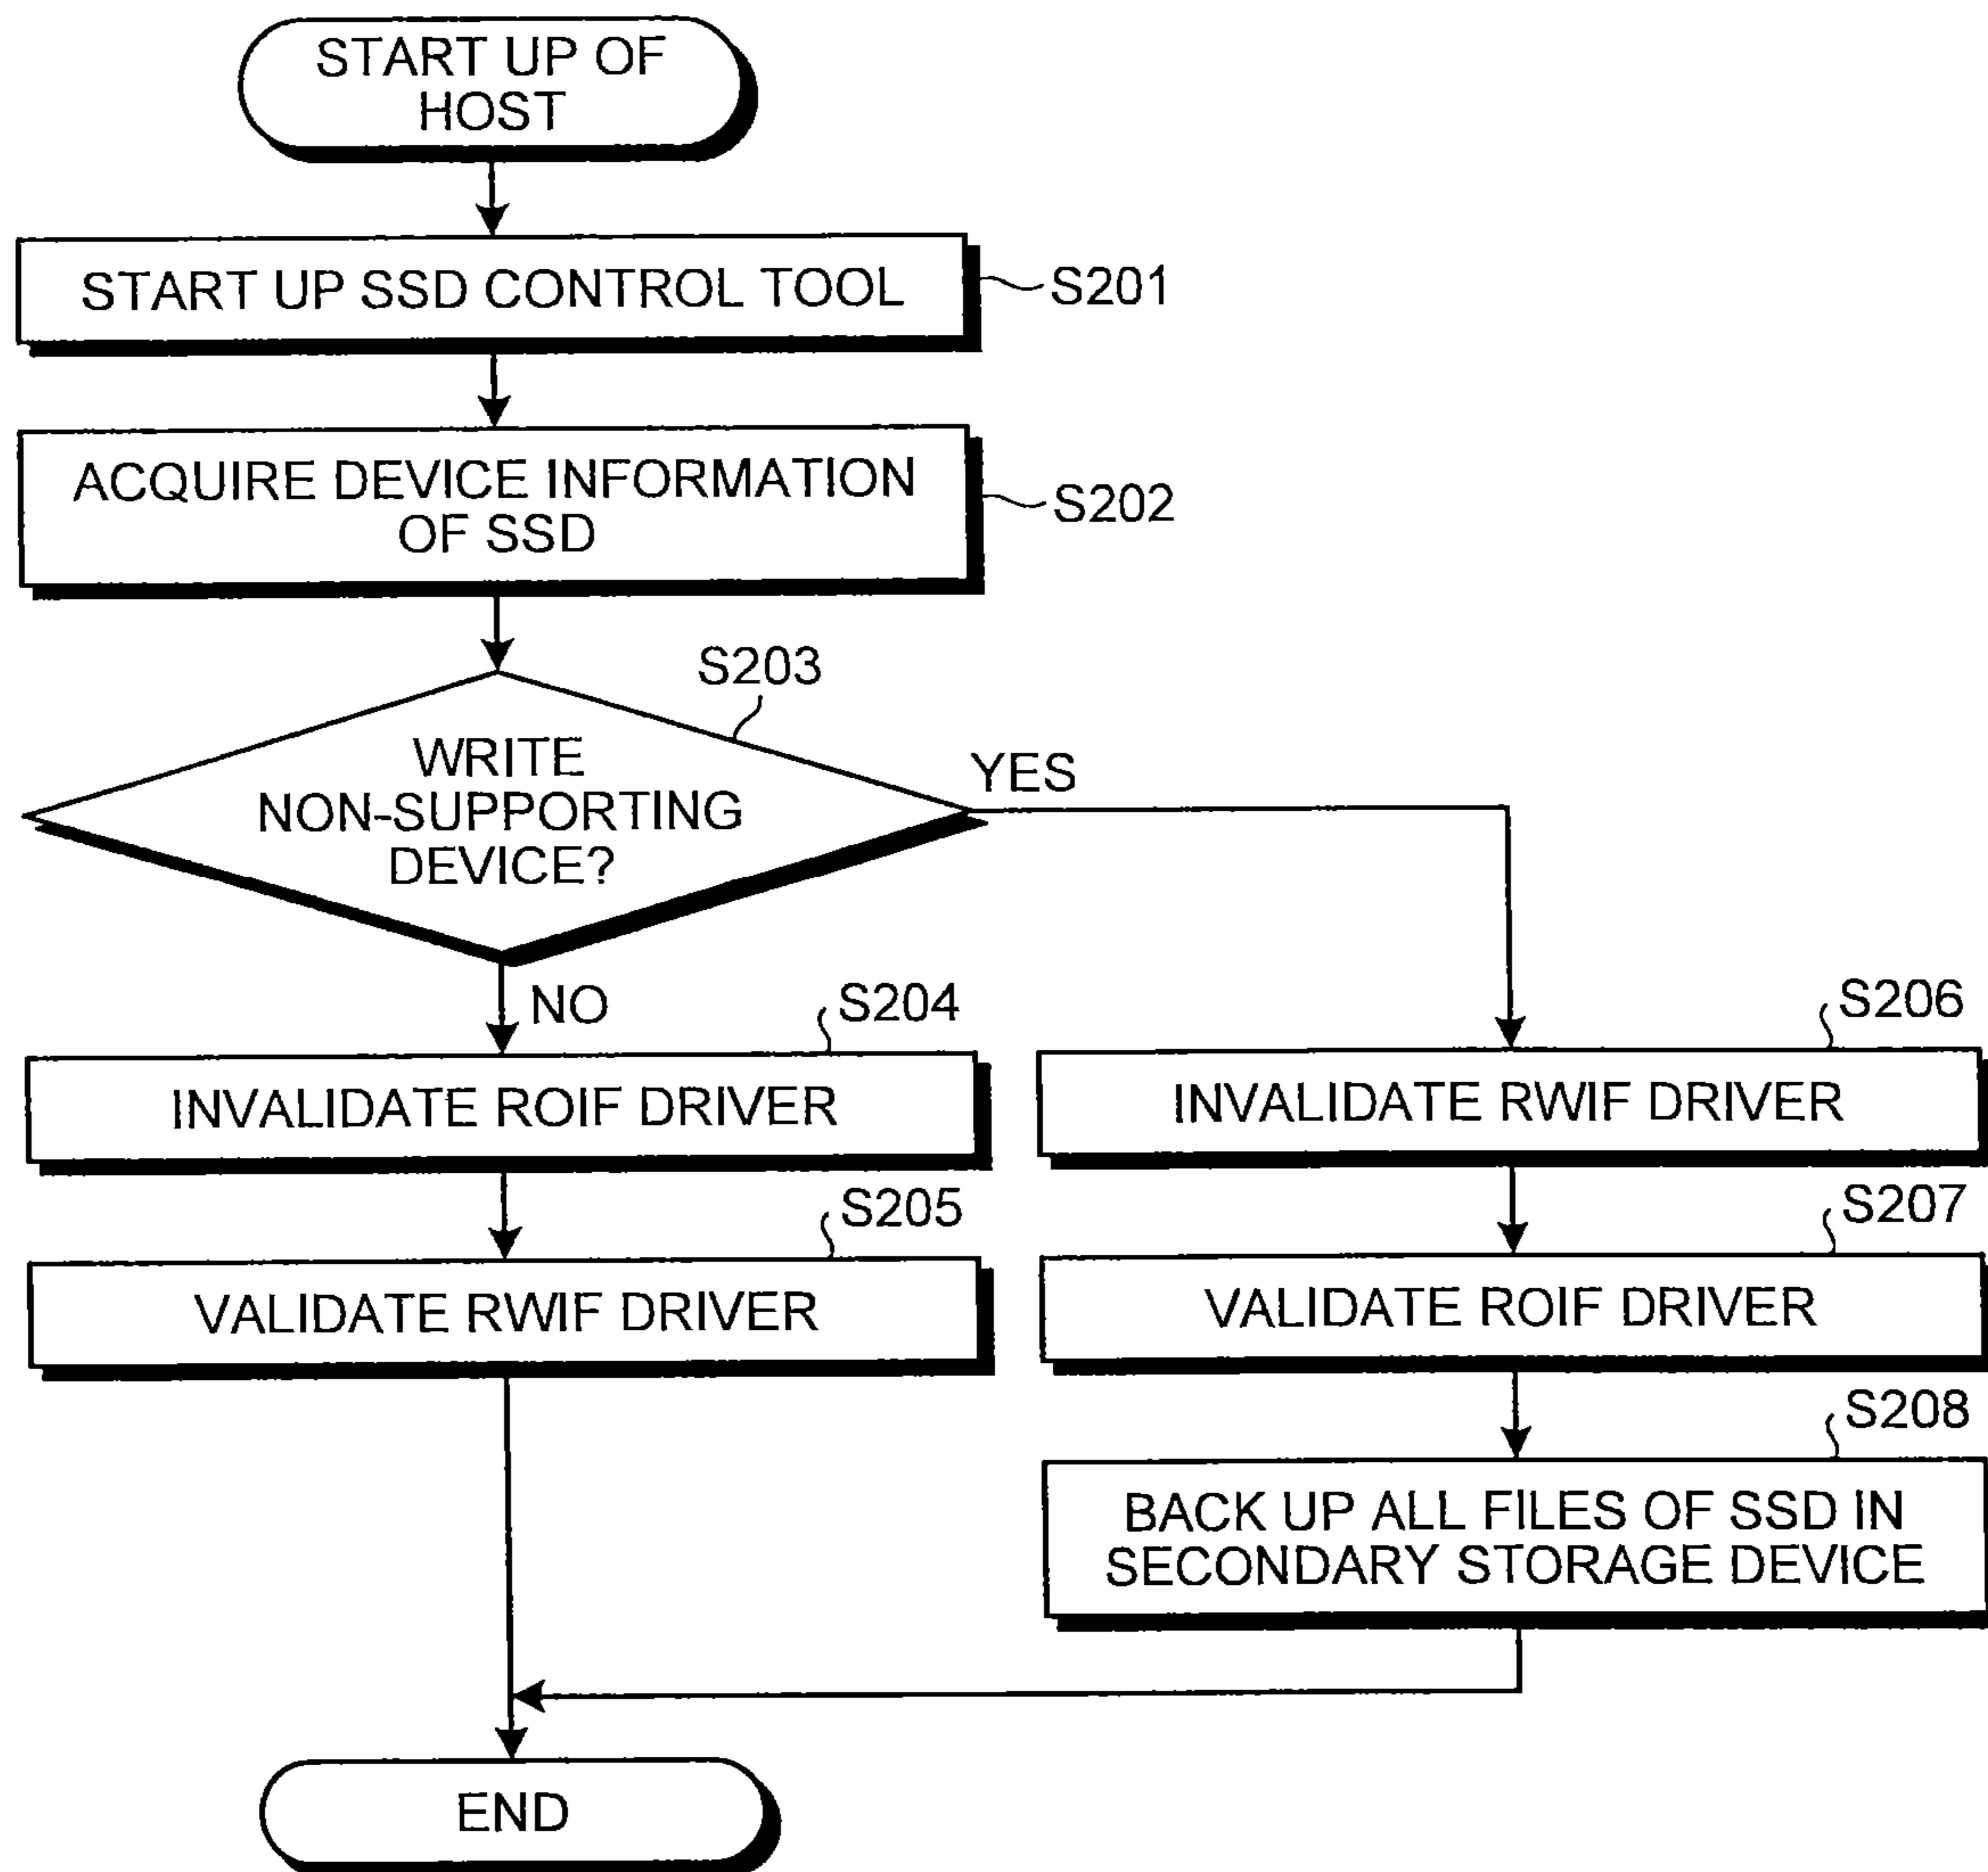 START UP OF
HOST
START UP SSD CONTROL TOOL
S201
ACQUIRE DEVICE INFORMATION
OF SSD
S202
S203
WRITE
NON-SUPPORTING
DEVICE?
YES
NO
S204
INVALIDATE ROIF DRIVER
S205
VALIDATE RWIF DRIVER
S206
INVALIDATE RWIF DRIVER
S207
VALIDATE ROIF DRIVER
S208
BACK UP ALL FILES OF SSD IN
SECONDARY STORAGE DEVICE
END